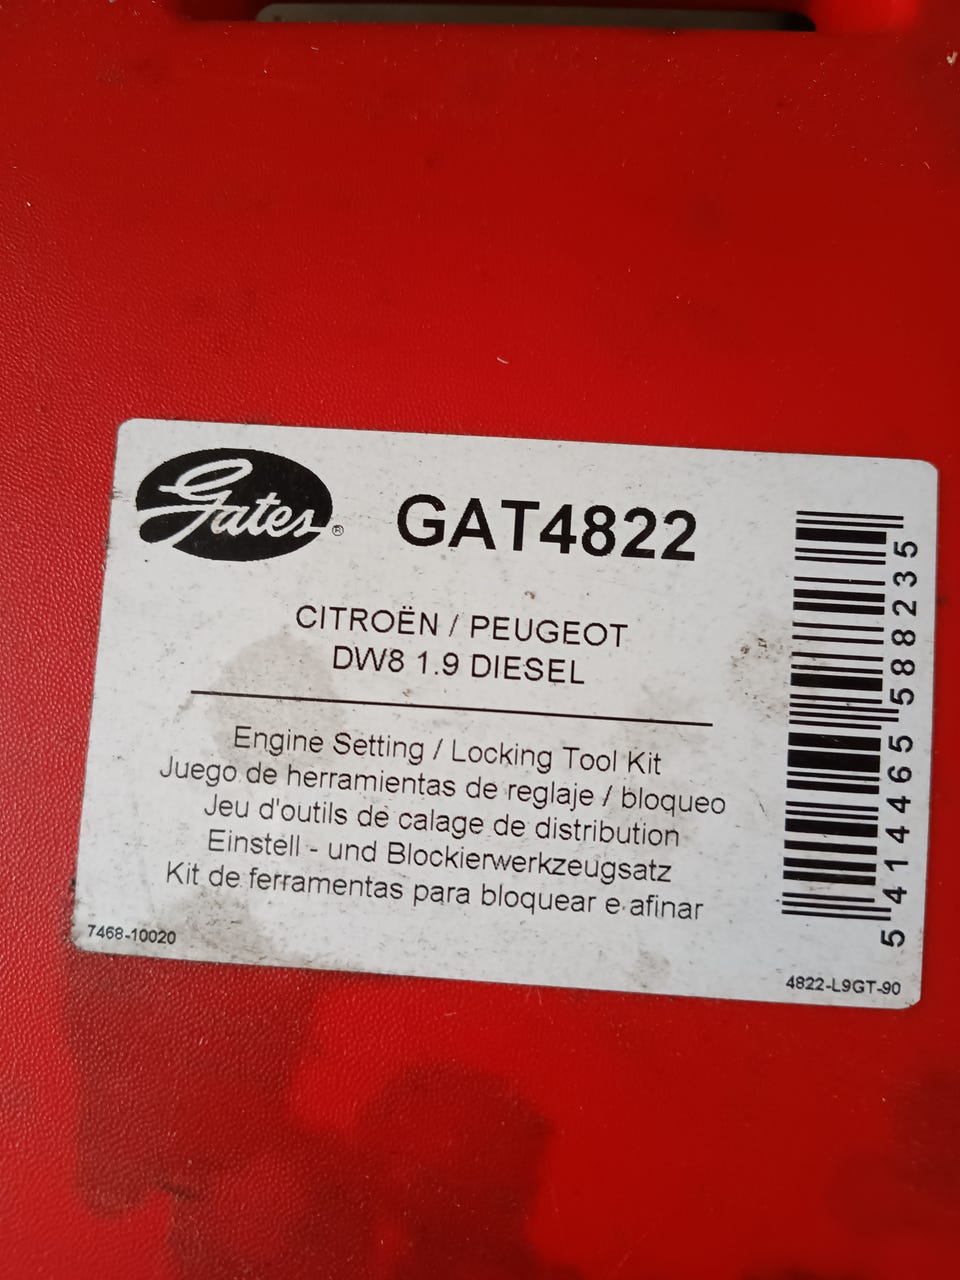 Gates®
GAT4822
CITROËN / PEUGEOT
DW8 1.9 DIESEL
Engine Setting / Locking Tool Kit
Juego de herramientas de reglaje / bloqueo
Jeu d'outils de calage de distribution
Einstell - und Blockierwerkzeugsatz
Kit de ferramentas para bloquear e afinar
7468-10020
4822-L9GT-90
5 414465 588235